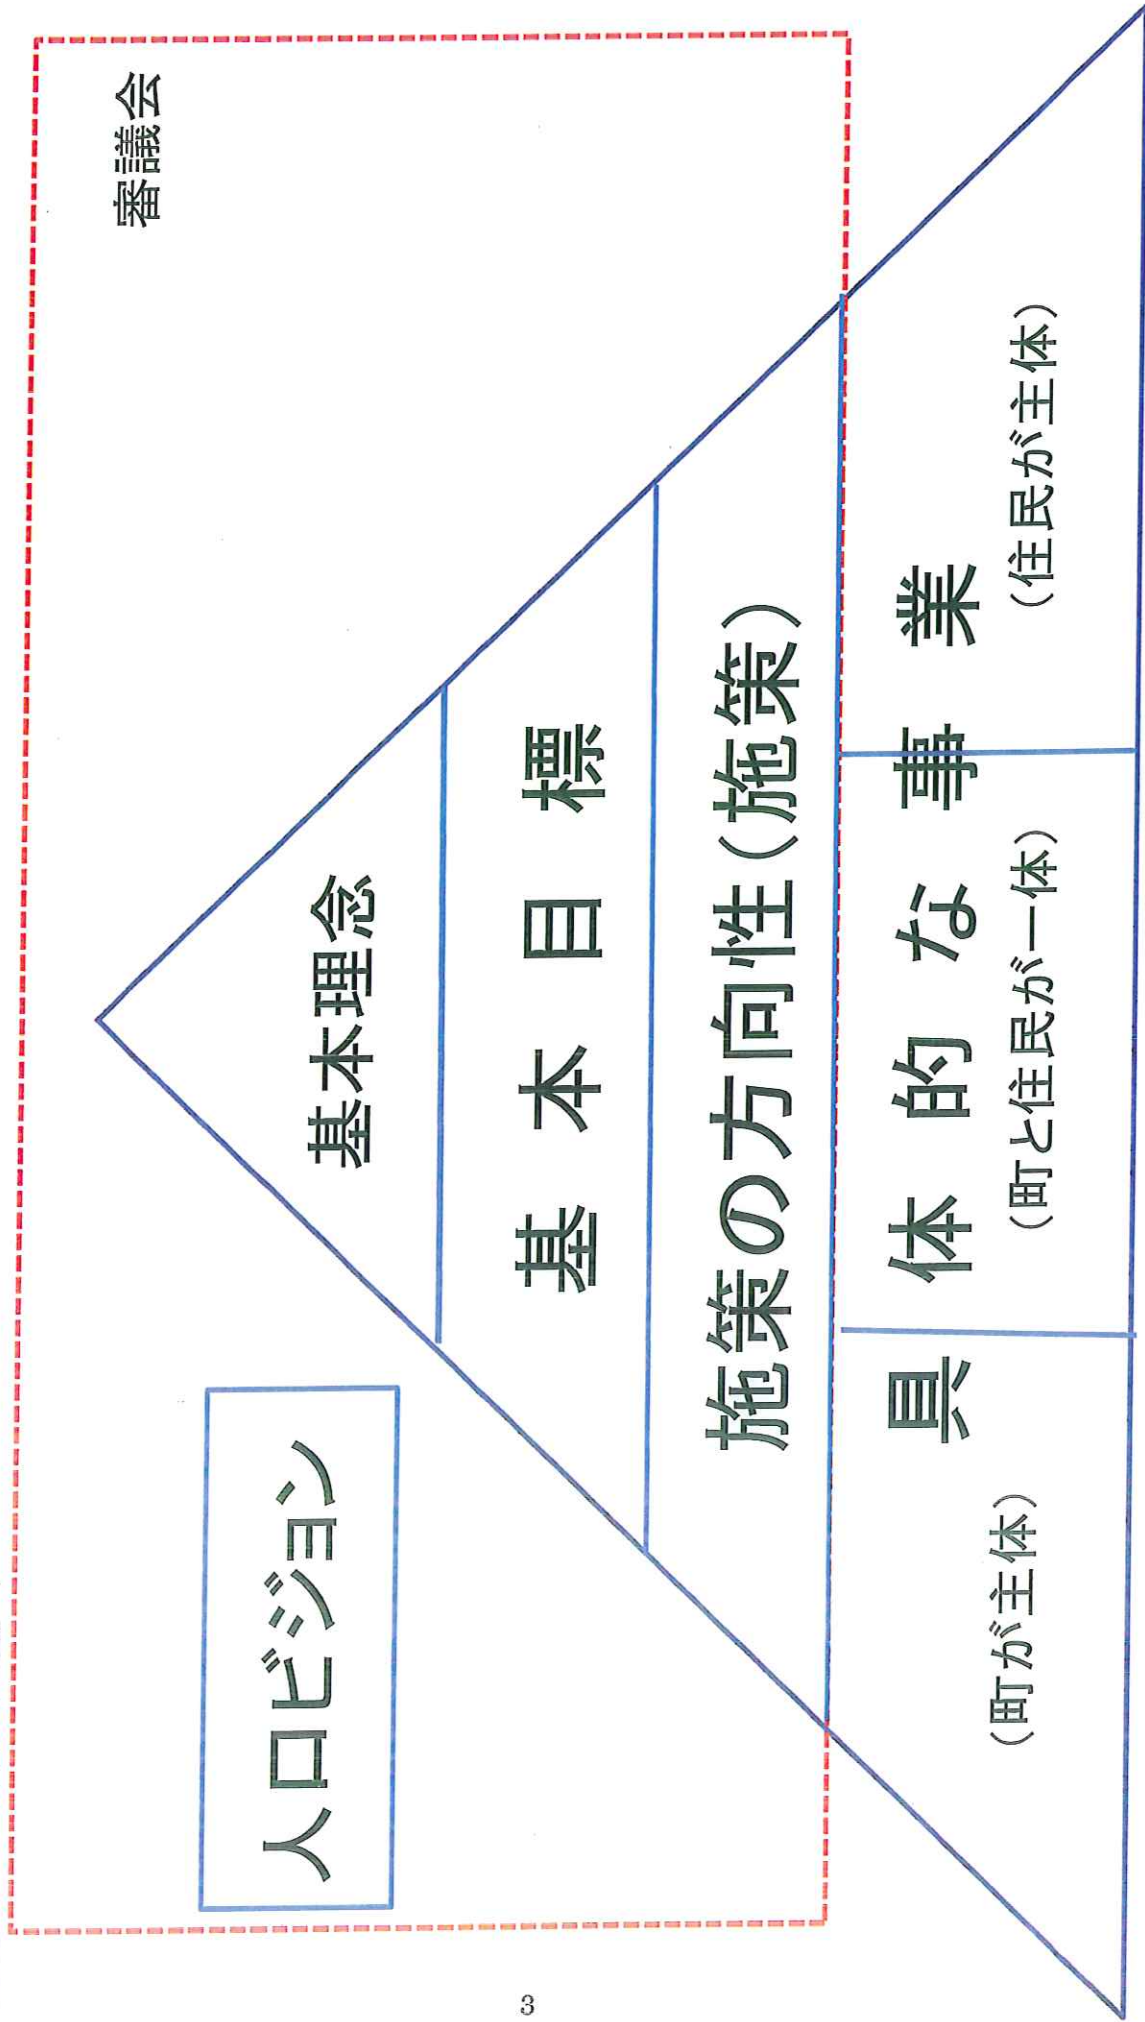 審議会
人口ビジョン
基本理念
基本目標
施策の方向性(施策)
具体的な事業
(町が主体)
(町と住民が一体)
(住民が主体)
3